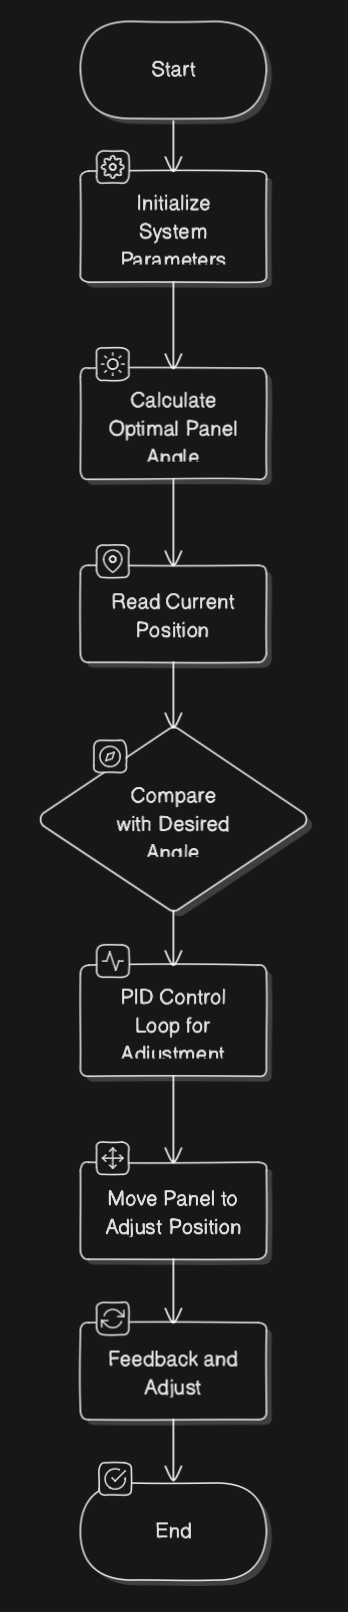 Start
Initialize
System
Parameters
Calculate
Optimal Panel
Angle
Read Current
Position
Compare
with Desired
Angle
PID Control
Loop for
Adjustment
Move Panel to
Adjust Position
Feedback and
Adjust
End